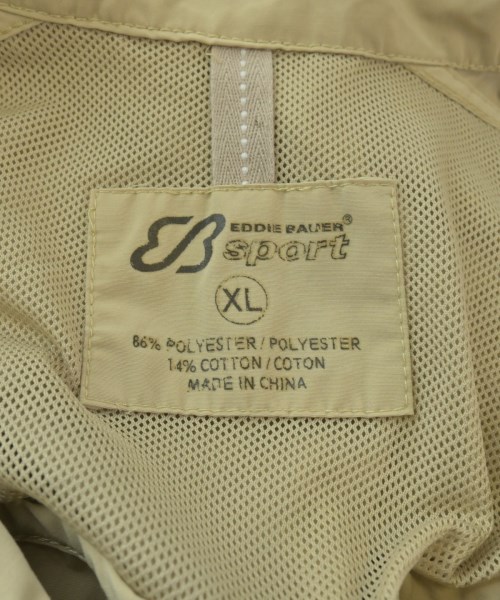 EB EDDIE BAUER®
sport
XL
86% POLYESTER / POLYESTER
14% COTTON / COTON
MADE IN CHINA